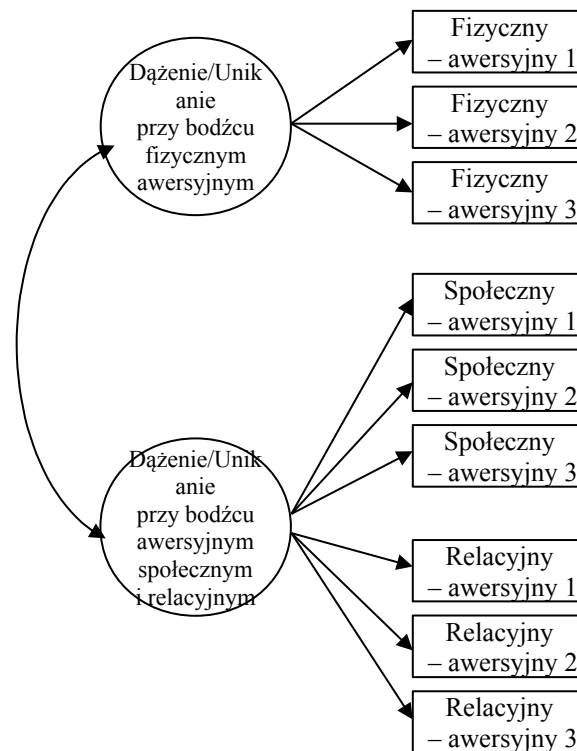 Dążenie/Unik
anie
przy bodźcu
fizycznym
awersyjnym
Fizyczny
– awersyjny 1
Fizyczny
– awersyjny 2
Fizyczny
– awersyjny 3
Dążenie/Unik
anie
przy bodźcu
awersyjnym
społecznym
i relacyjnym
Społeczny
– awersyjny 1
Społeczny
– awersyjny 2
Społeczny
– awersyjny 3
Relacyjny
– awersyjny 1
Relacyjny
– awersyjny 2
Relacyjny
– awersyjny 3